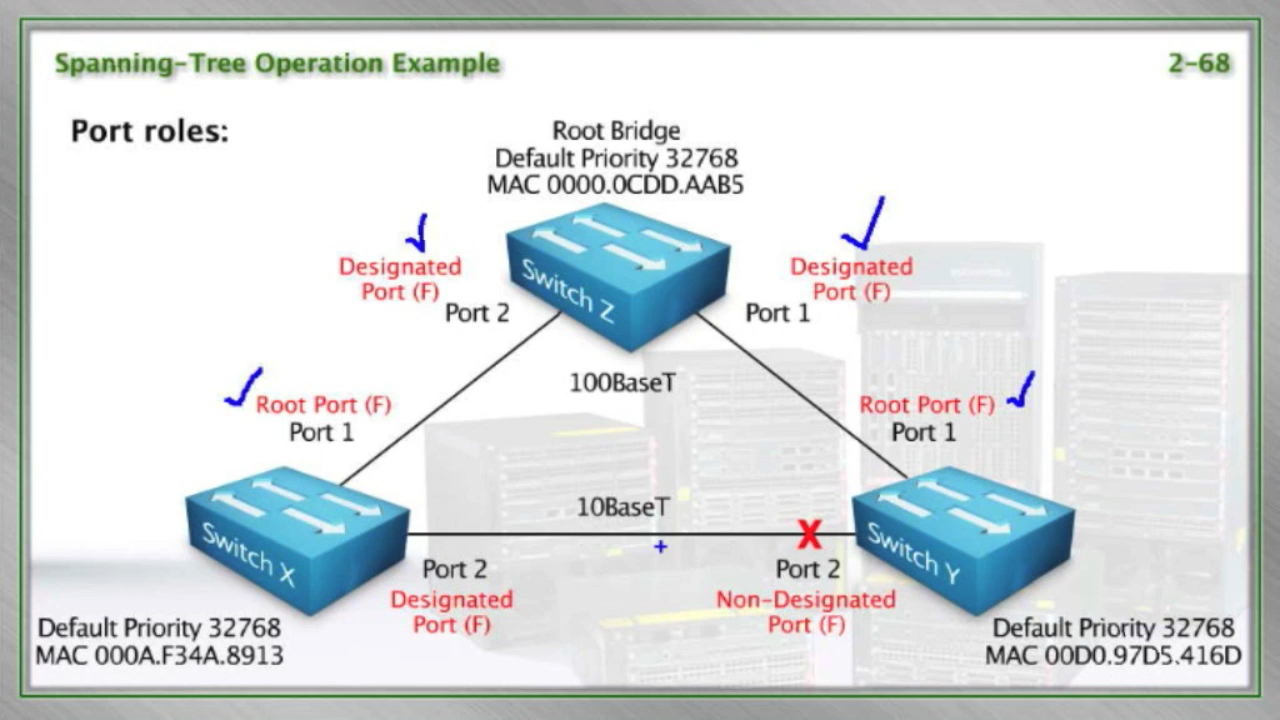 Spanning-Tree Operation Example
2-68
Port roles:
Root Bridge
Default Priority 32768
MAC 0000.0CDD.AAB5
Designated
Port (F)
Port 2
Switch Z
Designated
Port (F)
Port 1
100BaseT
Root Port (F)
Port 1
Root Port (F)
Port 1
10BaseT
Switch X
X
Switch Y
Port 2
Designated
Port (F)
Port 2
Non-Designated
Port (F)
Default Priority 32768
MAC 000A.F34A.8913
Default Priority 32768
MAC 00D0.97D5.416D